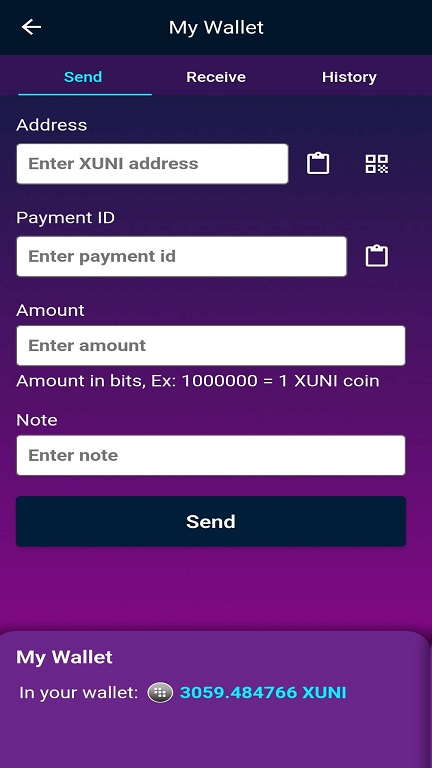 My Wallet
Send Receive History
Address
Enter XUNI address
Payment ID
Enter payment id
Amount
Enter amount
Amount in bits, Ex: 1000000 = 1 XUNI coin
Note
Enter note
Send
My Wallet
In your wallet: 3059.484766 XUNI